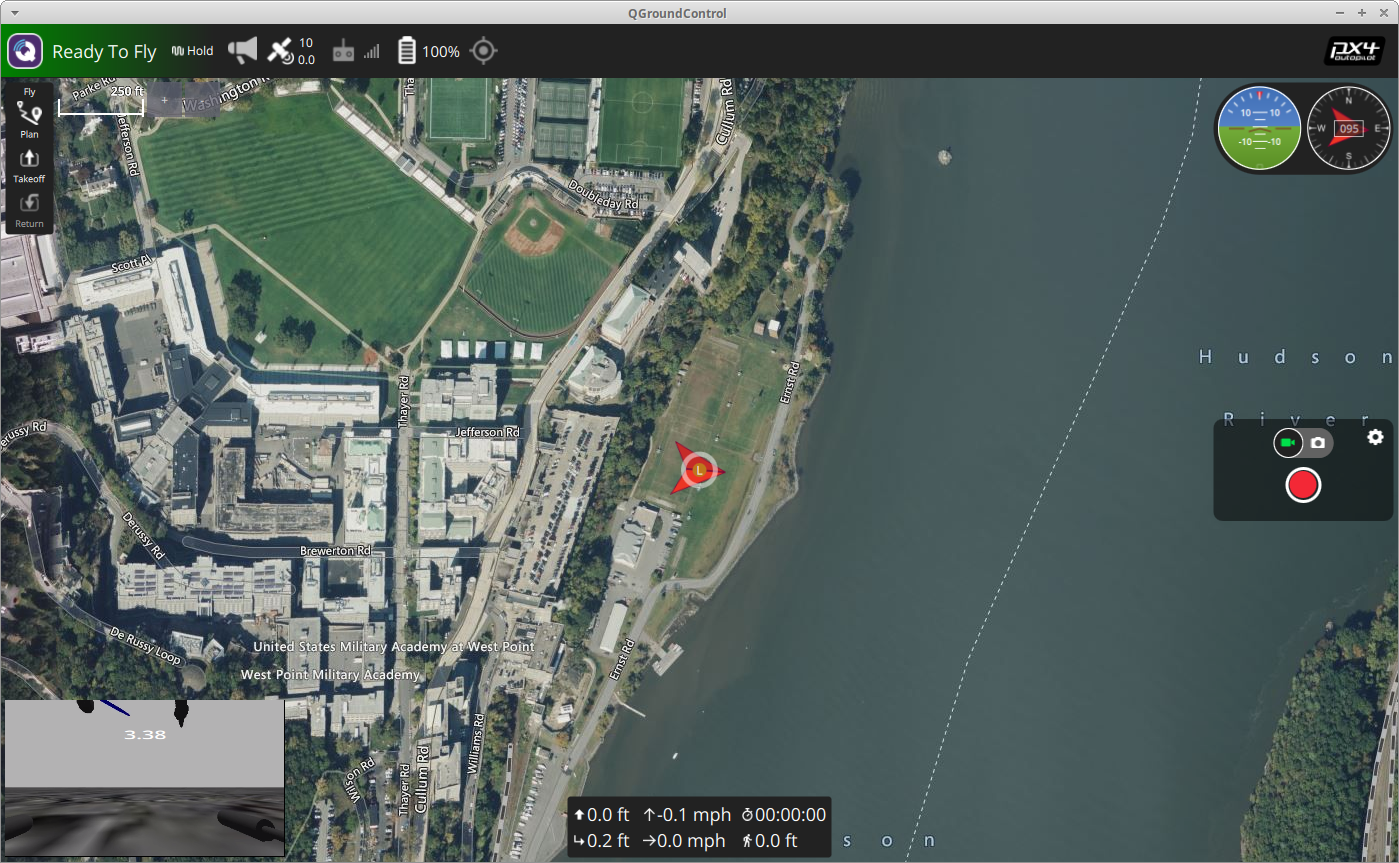 QGroundControl
Ready To Fly
Hold
10
0.0
100%
px4
autopilot
Fly
Plan
Takeoff
Return
250 ft
Parke Rd
Washington R
Jefferson Rd
Tha
Cullum Rd
Doubleday Rd
Scott Pl
10 10
-10 -10
N
W 095 E
S
Hudson
River
Ernst Rd
Thayer Rd
Jefferson Rd
erussy Rd
Derussy Rd
Brewerton Rd
De Russy Loop
L
United States Military Academy at West Point
West Point Military Academy
Ernst Rd
3.38
Wilson Rd
Thayer Rd
Cullum Rd
Williams Rd
0.0 ft -0.1 mph 00:00:00
0.2 ft 0.0 mph 0.0 ft
son